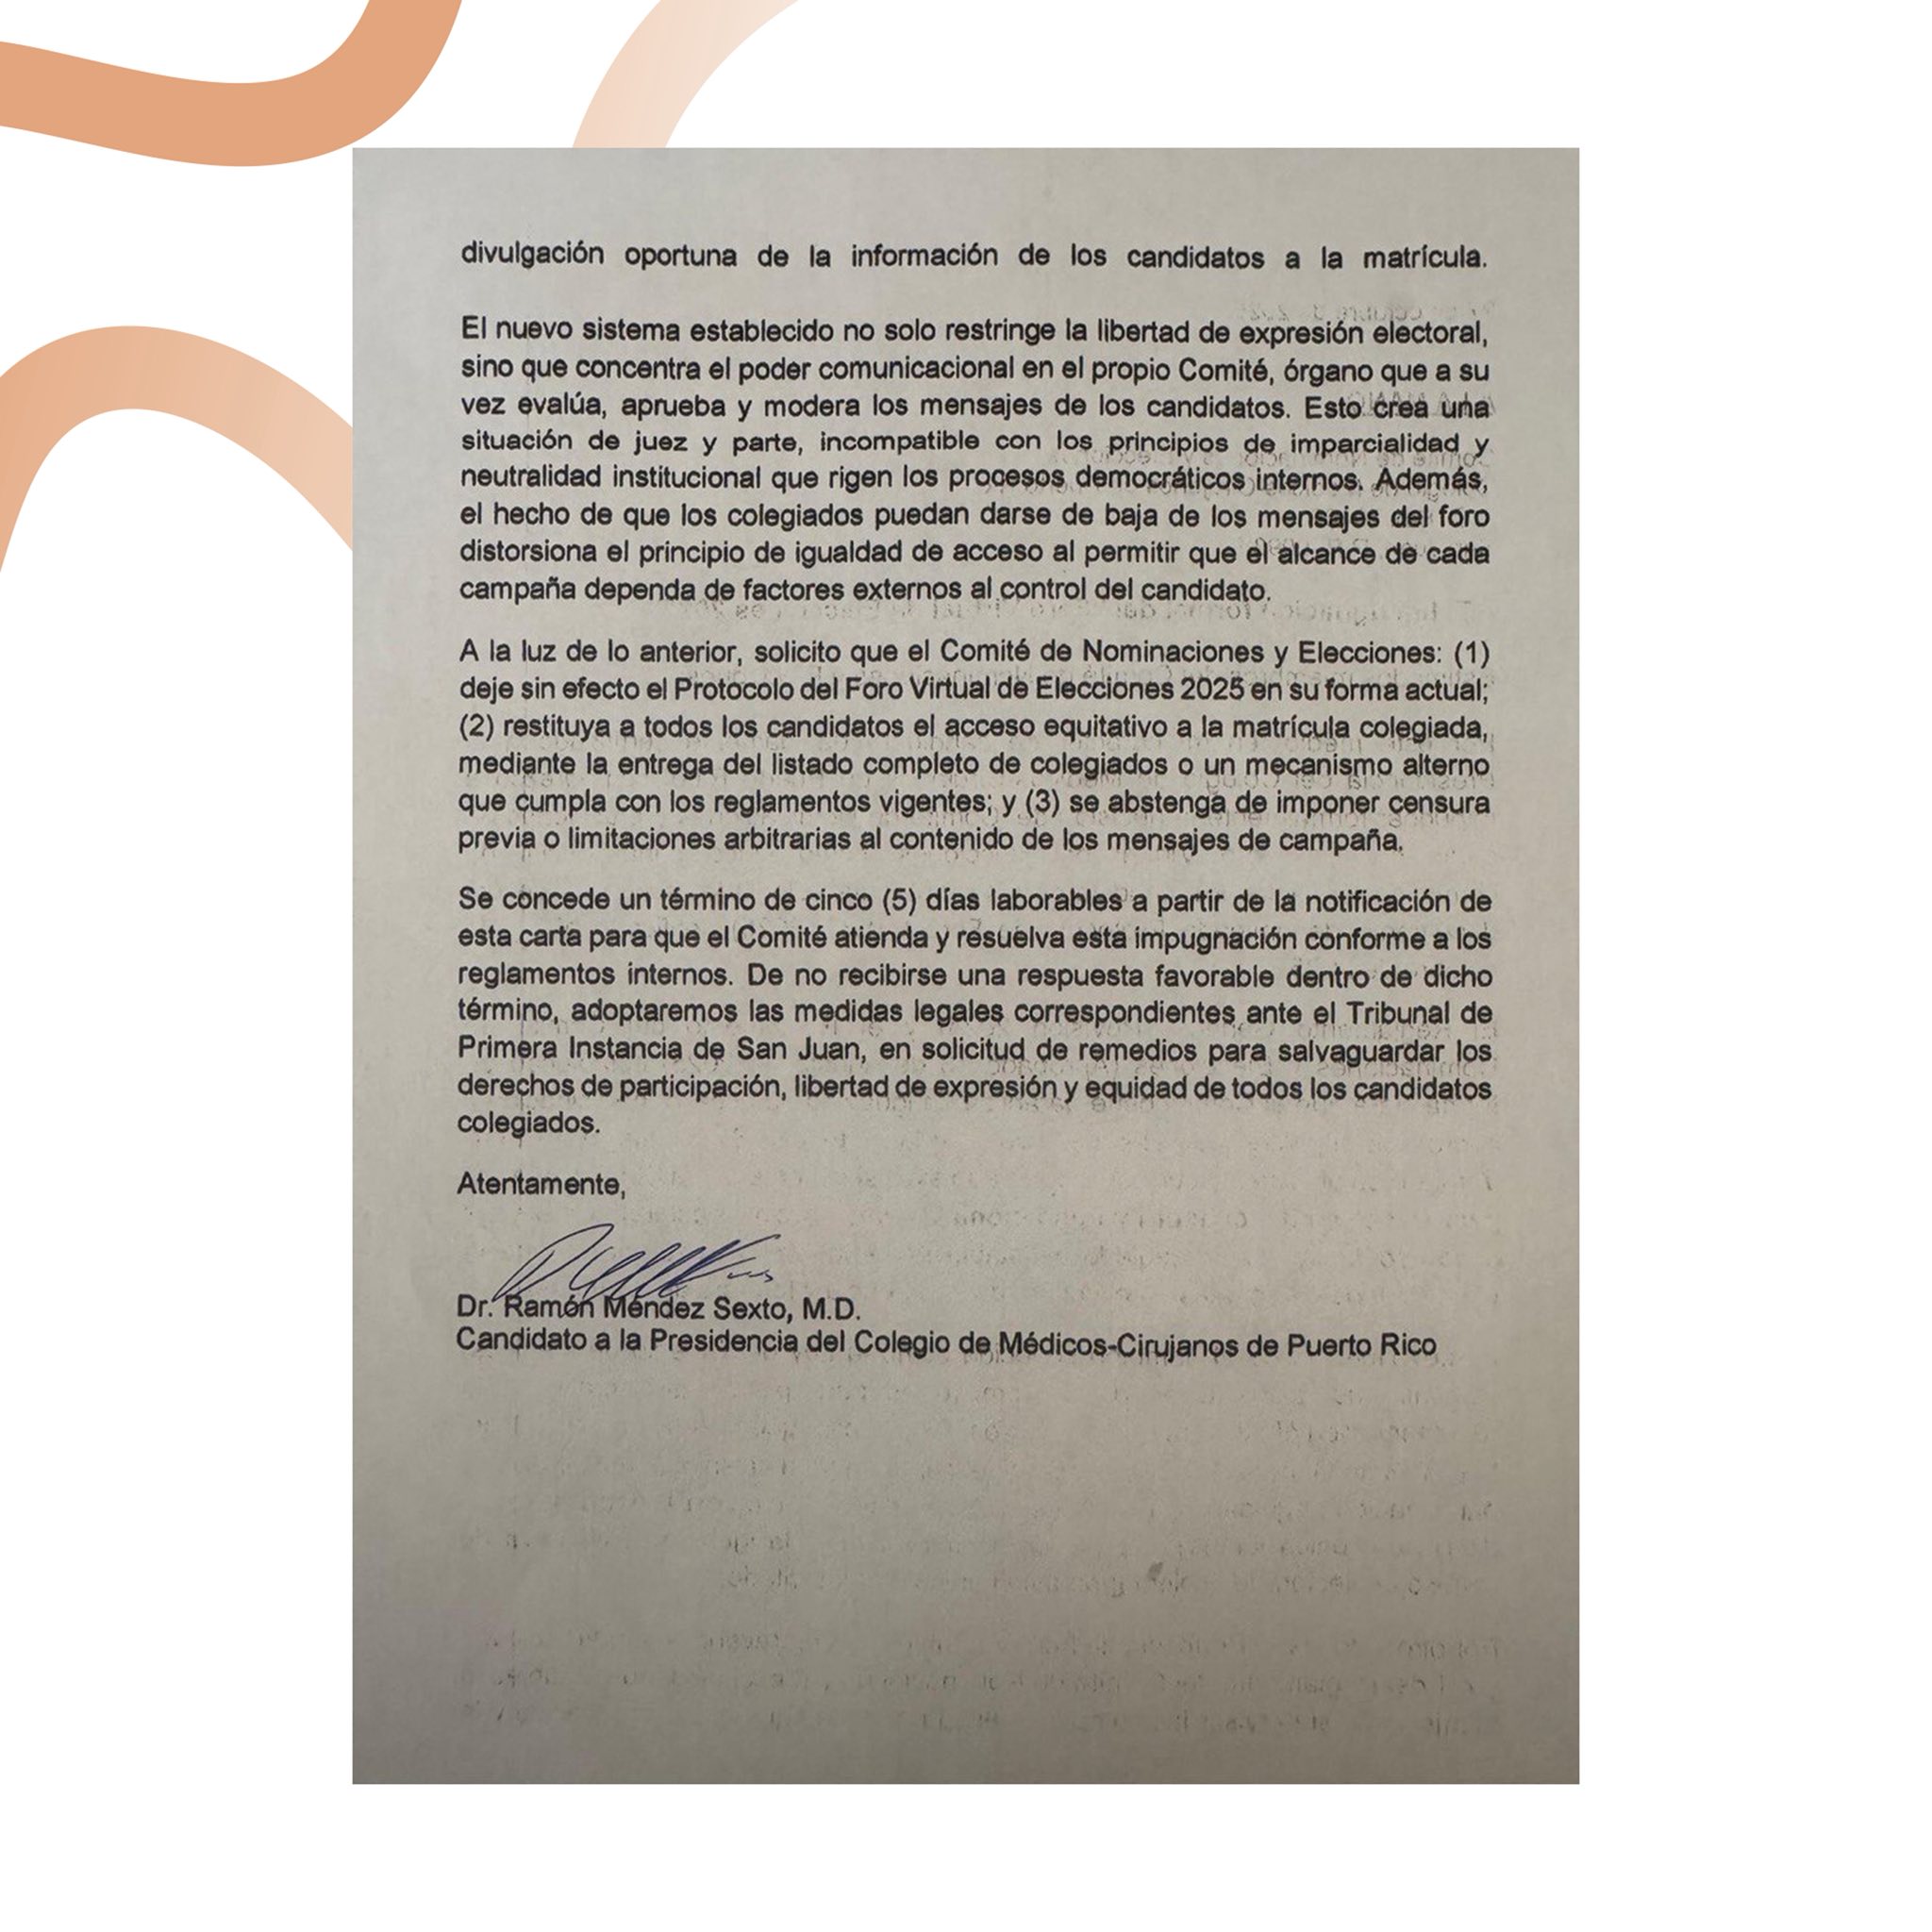 divulgación oportuna de la información de los candidatos a la matrícula.
El nuevo sistema establecido no solo restringe la libertad de expresión electoral,
sino que concentra el poder comunicacional en el propio Comité, órgano que a su
vez evalúa, aprueba y modera los mensajes de los candidatos. Esto crea una
situación de juez y parte, incompatible con los principios de imparcialidad y
neutralidad institucional que rigen los procesos democráticos internos. Además,
el hecho de que los colegiados puedan darse de baja de los mensajes del foro
distorsiona el principio de igualdad de acceso al permitir que el alcance de cada
campaña dependa de factores externos al control del candidato.
A la luz de lo anterior, solicito que el Comité de Nominaciones y Elecciones: (1)
deje sin efecto el Protocolo del Foro Virtual de Elecciones 2025 en su forma actual;
(2) restituya a todos los candidatos el acceso equitativo a la matrícula colegiada,
mediante la entrega del listado completo de colegiados o un mecanismo alterno
que cumpla con los reglamentos vigentes; y (3) se abstenga de imponer censura
previa o limitaciones arbitrarias al contenido de los mensajes de campaña.
Se concede un término de cinco (5) días laborables a partir de la notificación de
esta carta para que el Comité atienda y resuelva esta impugnación conforme a los
reglamentos internos. De no recibirse una respuesta favorable dentro de dicho
término, adoptaremos las medidas legales correspondientes ante el Tribunal de
Primera Instancia de San Juan, en solicitud de remedios para salvaguardar los
derechos de participación, libertad de expresión y equidad de todos los candidatos
colegiados.
Atentamente,
Dr. Ramón Méndez Sexto, M.D.
Candidato a la Presidencia del Colegio de Médicos-Cirujanos de Puerto Rico